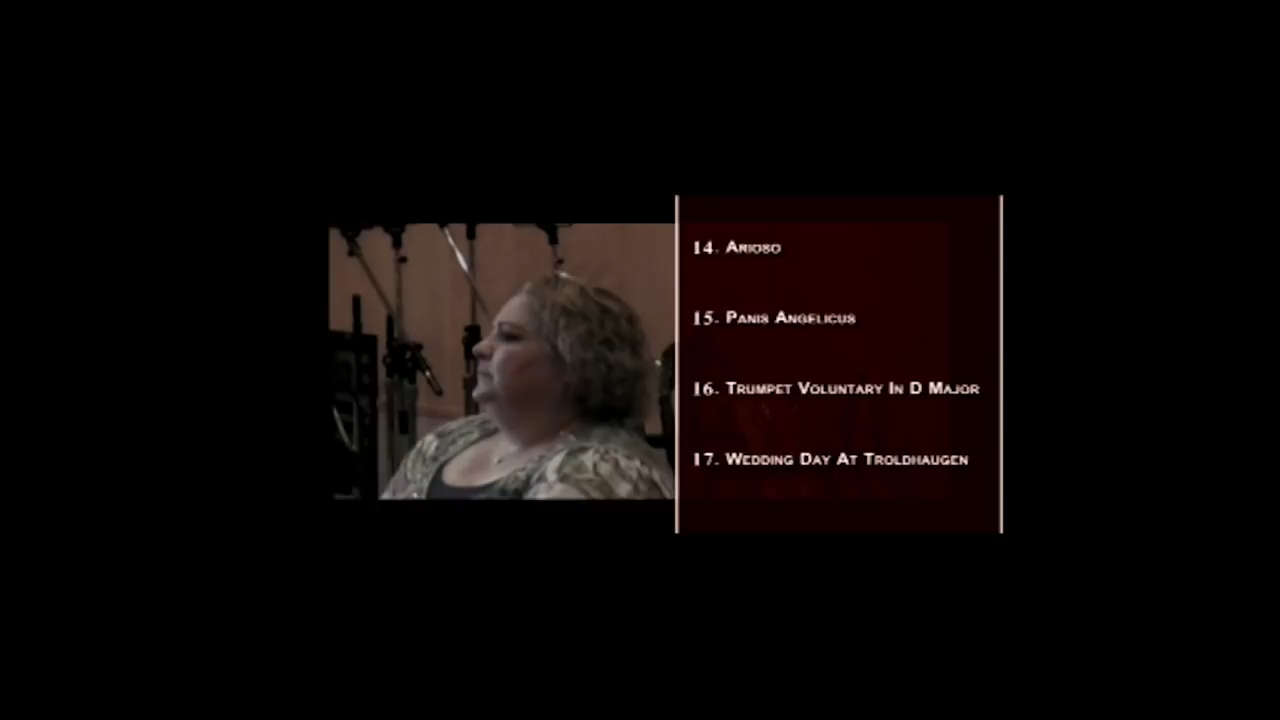 14. Arioso
15. Panis Angelicus
16. Trumpet Voluntary In D Major
17. Wedding Day At Troldhaugen